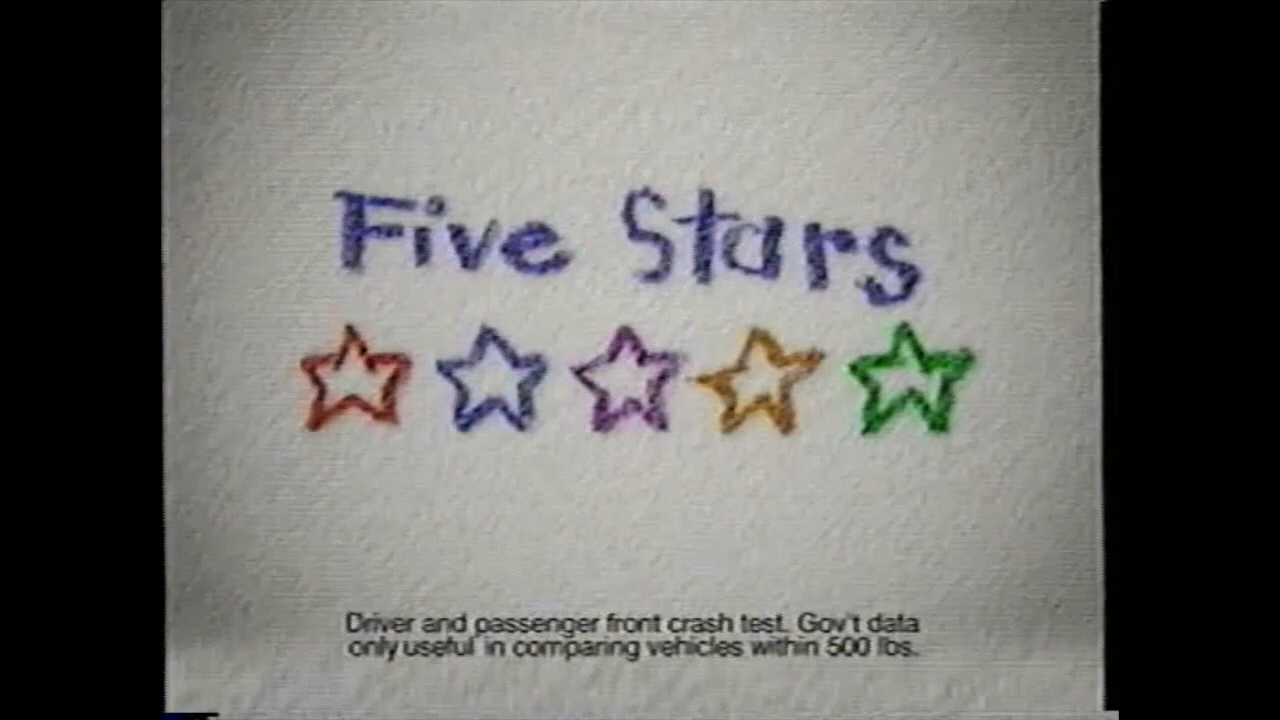 Five Stars
Driver and passenger front crash test. Gov't data
only useful in comparing vehicles within 500 lbs.